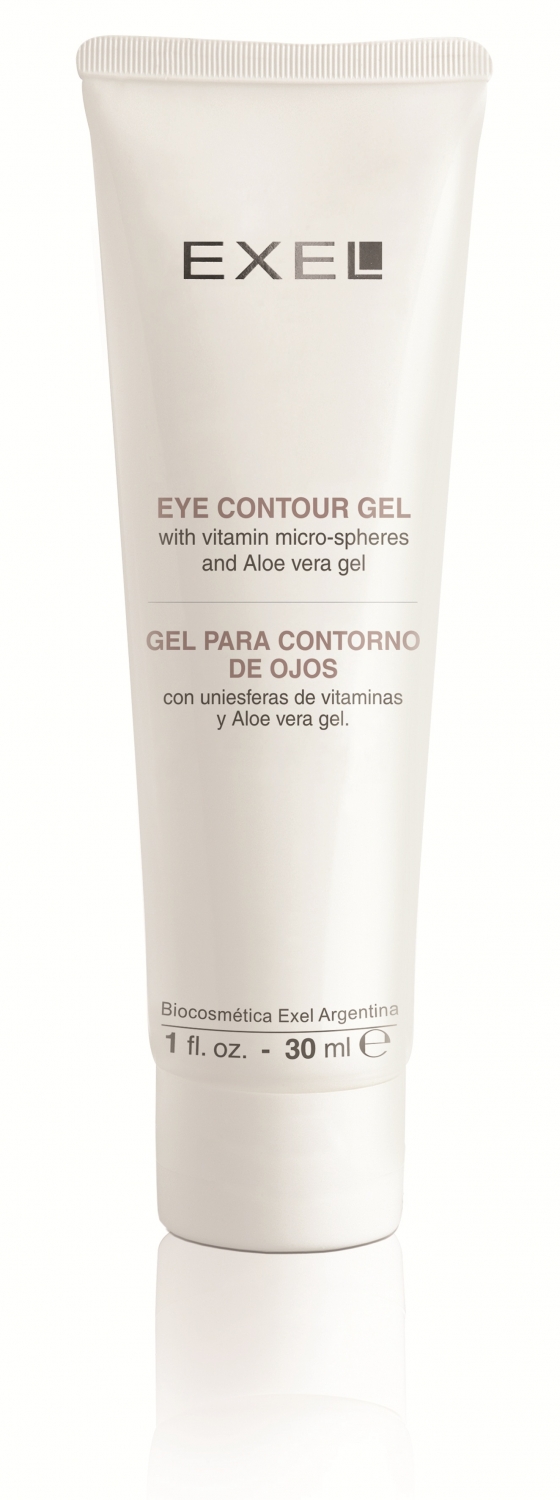 EXEL
EYE CONTOUR GEL
with vitamin micro-spheres
and Aloe vera gel
GEL PARA CONTORNO
DE OJOS
con uniesferas de vitaminas
y Aloe vera gel.
Biocosmética Exel Argentina
1 fl. oz. - 30 ml ℮